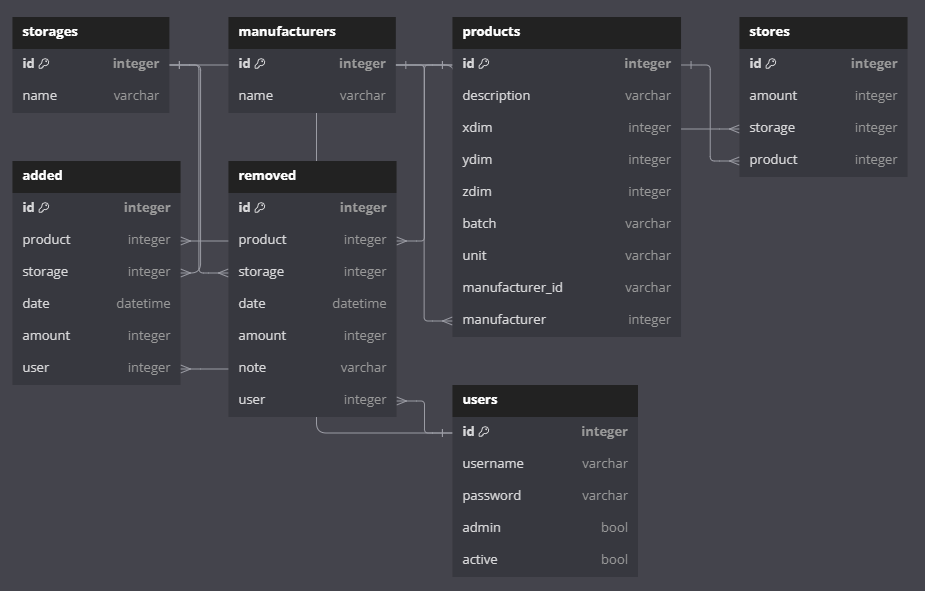 storages
id integer
name varchar
manufacturers
id integer
name varchar
products
id integer
description varchar
xdim integer
ydim integer
zdim integer
batch varchar
unit varchar
manufacturer_id varchar
manufacturer integer
stores
id integer
amount integer
storage integer
product integer
added
id integer
product integer
storage integer
date datetime
amount integer
user integer
removed
id integer
product integer
storage integer
date datetime
amount integer
note varchar
user integer
users
id integer
username varchar
password varchar
admin bool
active bool